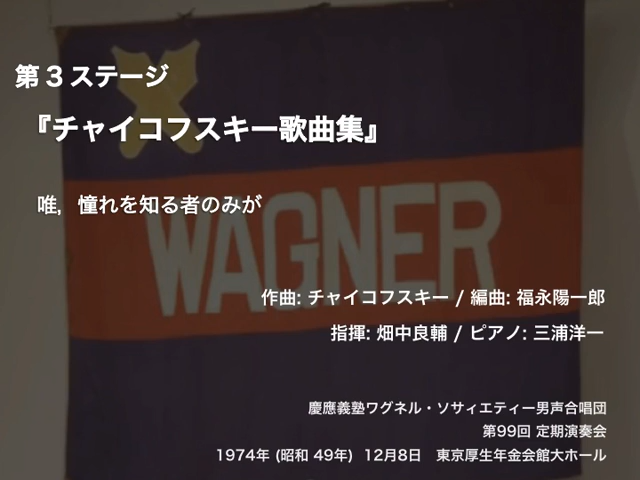 第３ステージ
『チャイコフスキー歌曲集』
唯, 憧れを知る者のみが
WAGNER
作曲: チャイコフスキー / 編曲: 福永陽一郎
指揮: 畑中良輔 / ピアノ: 三浦洋一
慶應義塾ワグネル・ソサィエティー男声合唱団
第99回 定期演奏会
1974年 (昭和 49年) 12月8日　東京厚生年金会館大ホール